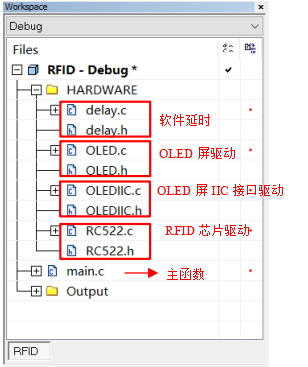 Workspace
Debug
Files
RFID - Debug *
HARDWARE
delay.c
delay.h
软件延时
OLED.c
OLED.h
OLED 屏驱动
OLEDIIC.c
OLEDIIC.h
OLED 屏 IIC 接口驱动
RC522.c
RC522.h
RFID 芯片驱动
main.c
主函数
Output
RFID